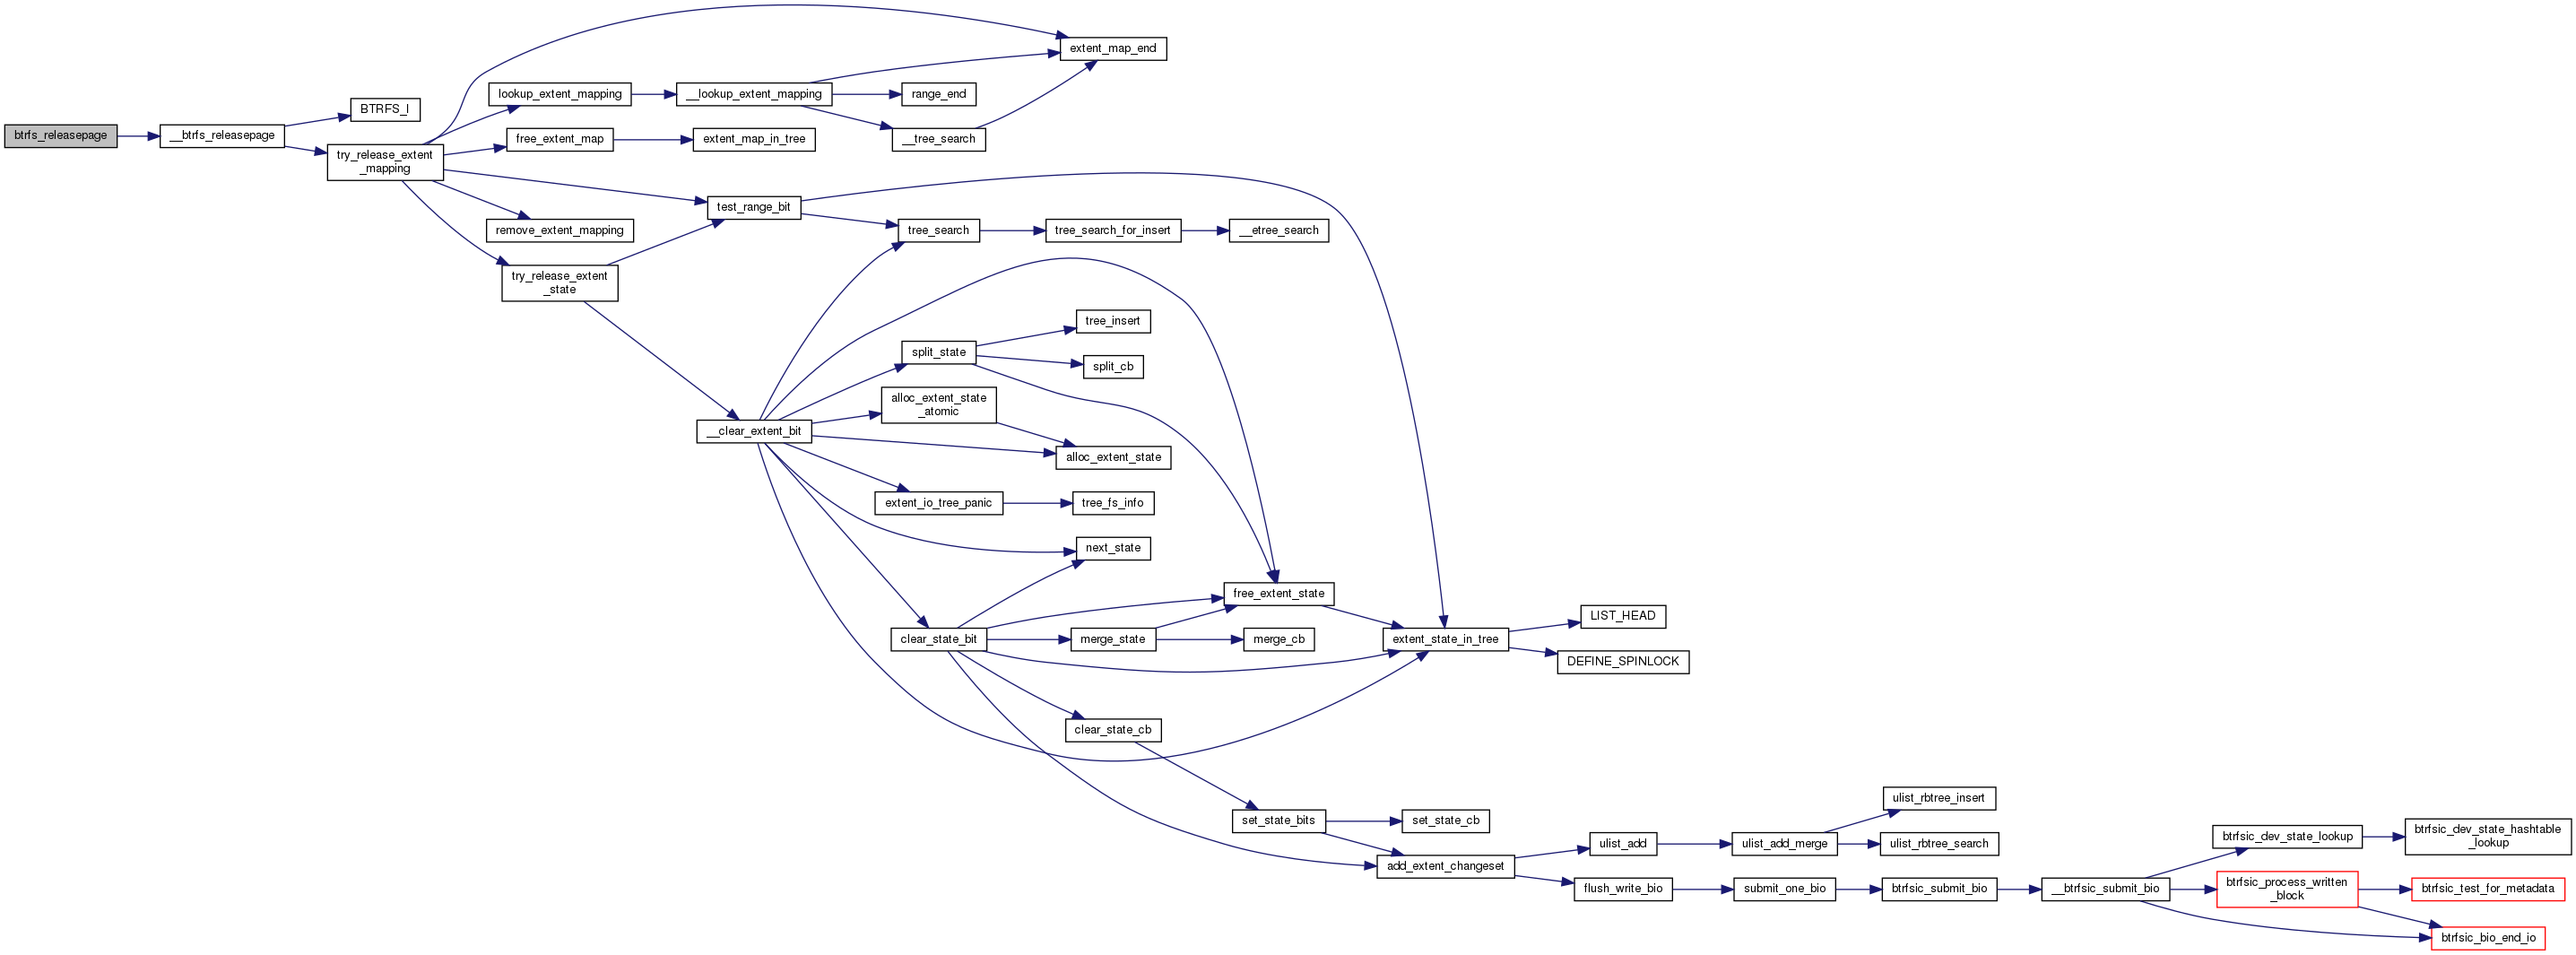 btrfs_releasepage
__btrfs_releasepage
BTRFS_I
try_release_extent
_mapping
extent_map_end
lookup_extent_mapping
__lookup_extent_mapping
range_end
__tree_search
free_extent_map
extent_map_in_tree
test_range_bit
remove_extent_mapping
try_release_extent
_state
tree_search
tree_search_for_insert
__etree_search
__clear_extent_bit
split_state
tree_insert
split_cb
alloc_extent_state
_atomic
alloc_extent_state
extent_io_tree_panic
tree_fs_info
next_state
clear_state_bit
free_extent_state
merge_state
merge_cb
extent_state_in_tree
LIST_HEAD
DEFINE_SPINLOCK
clear_state_cb
set_state_bits
set_state_cb
add_extent_changeset
ulist_add
ulist_add_merge
ulist_rbtree_insert
ulist_rbtree_search
flush_write_bio
submit_one_bio
btrfsic_submit_bio
__btrfsic_submit_bio
btrfsic_dev_state_lookup
btrfsic_dev_state_hashtable
_lookup
btrfsic_process_written
_block
btrfsic_test_for_metadata
btrfsic_bio_end_io